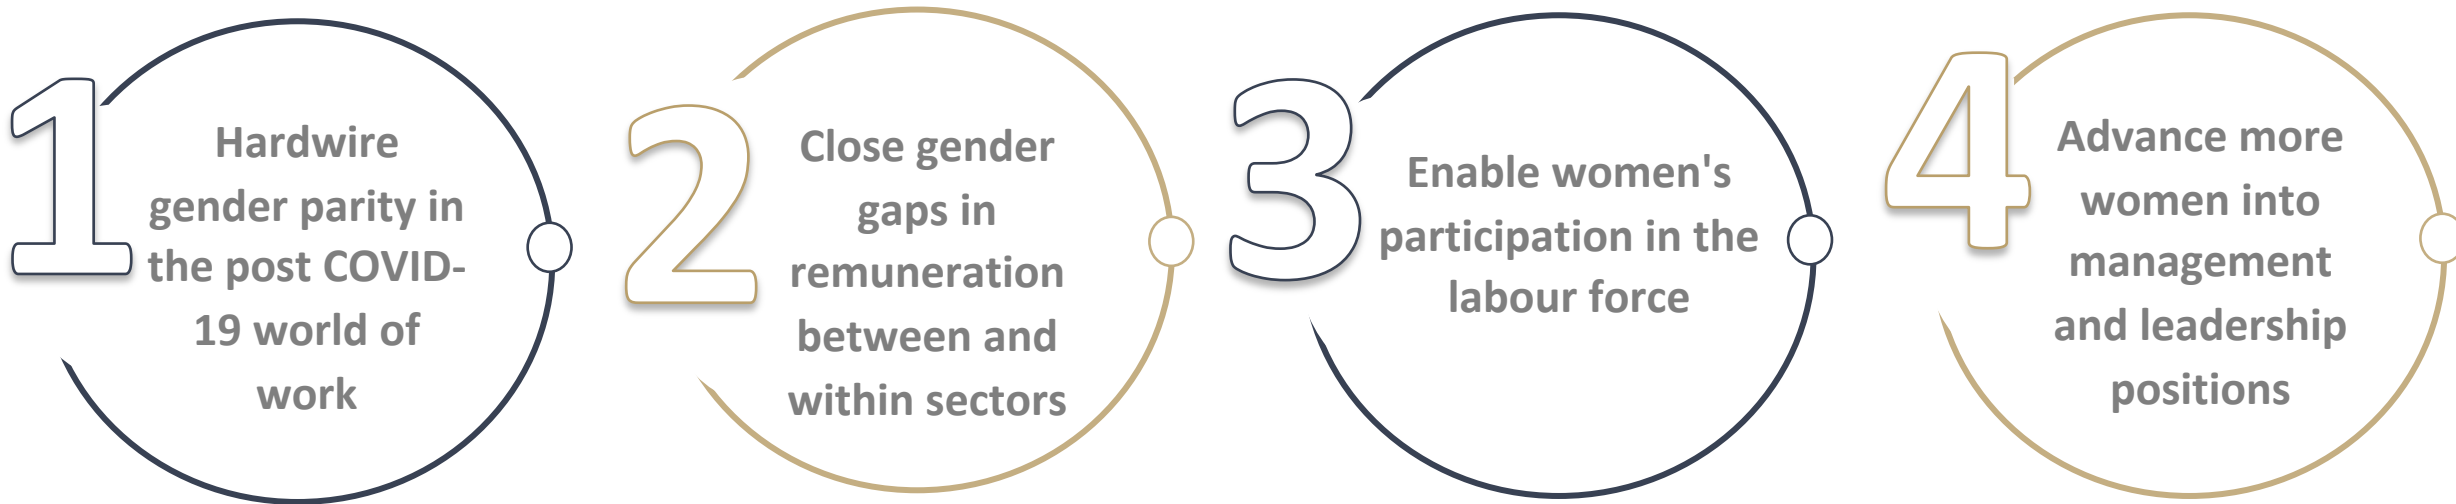 1
Hardwire
gender parity in
the post COVID-
19 world of
work
2
Close gender
gaps in
remuneration
between and
within sectors
3
Enable women's
participation in the
labour force
4
Advance more
women into
management
and leadership
positions